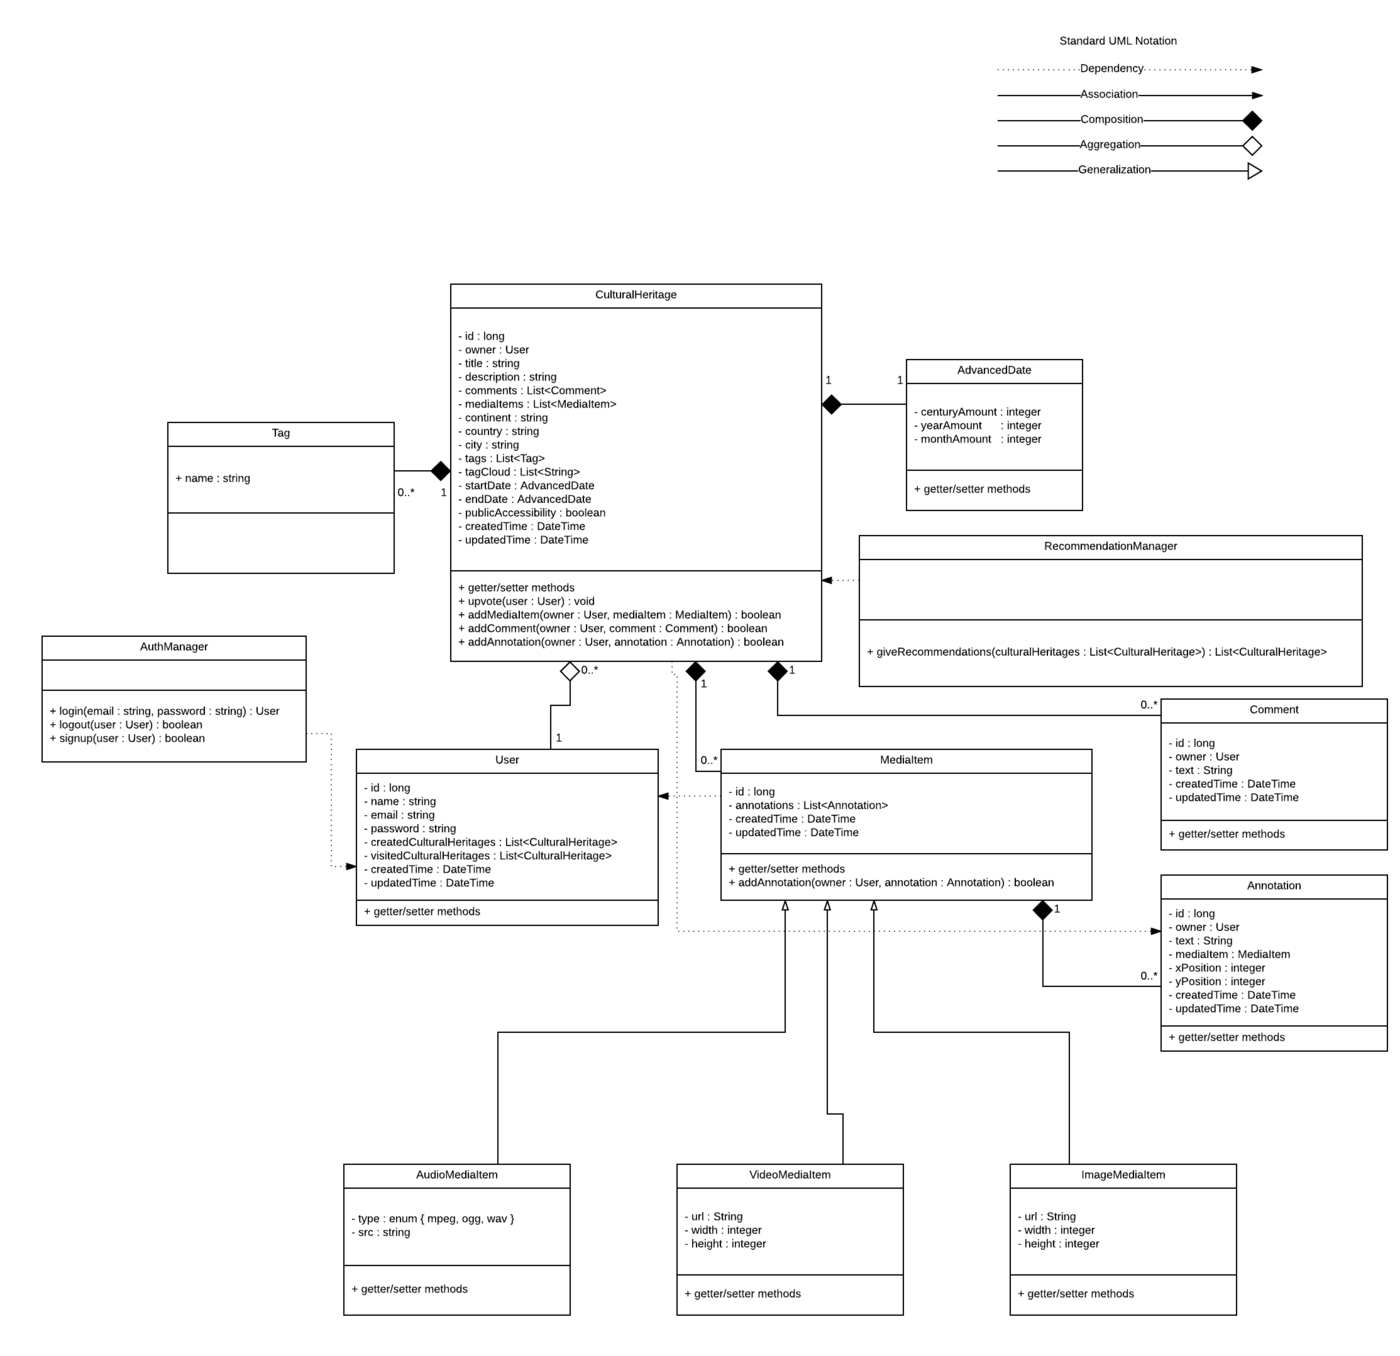 Standard UML Notation
Dependency
Association
Composition
Aggregation
Generalization
CulturalHeritage
- id : long
- owner : User
- title : string
- description : string
- comments : List<Comment>
- mediaItems : List<MediaItem>
- continent : string
- country : string
- city : string
- tags : List<Tag>
- tagCloud : List<String>
- startDate : AdvancedDate
- endDate : AdvancedDate
- publicAccessibility : boolean
- createdTime : DateTime
- updatedTime : DateTime
+ getter/setter methods
+ upvote(user : User) : void
+ addMediaItem(owner : User, mediaItem : MediaItem) : boolean
+ addComment(owner : User, comment : Comment) : boolean
+ addAnnotation(owner : User, annotation : Annotation) : boolean
1
1
AdvancedDate
- centuryAmount : integer
- yearAmount : integer
- monthAmount : integer
+ getter/setter methods
Tag
+ name : string
0..*
1
RecommendationManager
+ giveRecommendations(culturalHeritages : List<CulturalHeritage>) : List<CulturalHeritage>
AuthManager
+ login(email : string, password : string) : User
+ logout(user : User) : boolean
+ signup(user : User) : boolean
0..*
1
1
0..*
1
0..*
User
- id : long
- name : string
- email : string
- password : string
- createdCulturalHeritages : List<CulturalHeritage>
- visitedCulturalHeritages : List<CulturalHeritage>
- createdTime : DateTime
- updatedTime : DateTime
+ getter/setter methods
MediaItem
- id : long
- annotations : List<Annotation>
- createdTime : DateTime
- updatedTime : DateTime
+ getter/setter methods
+ addAnnotation(owner : User, annotation : Annotation) : boolean
Comment
- id : long
- owner : User
- text : String
- createdTime : DateTime
- updatedTime : DateTime
+ getter/setter methods
1
0..*
Annotation
- id : long
- owner : User
- text : String
- mediaItem : MediaItem
- xPosition : integer
- yPosition : integer
- createdTime : DateTime
- updatedTime : DateTime
+ getter/setter methods
AudioMediaItem
- type : enum { mpeg, ogg, wav }
- src : string
+ getter/setter methods
VideoMediaItem
- url : String
- width : integer
- height : integer
+ getter/setter methods
ImageMediaItem
- url : String
- width : integer
- height : integer
+ getter/setter methods